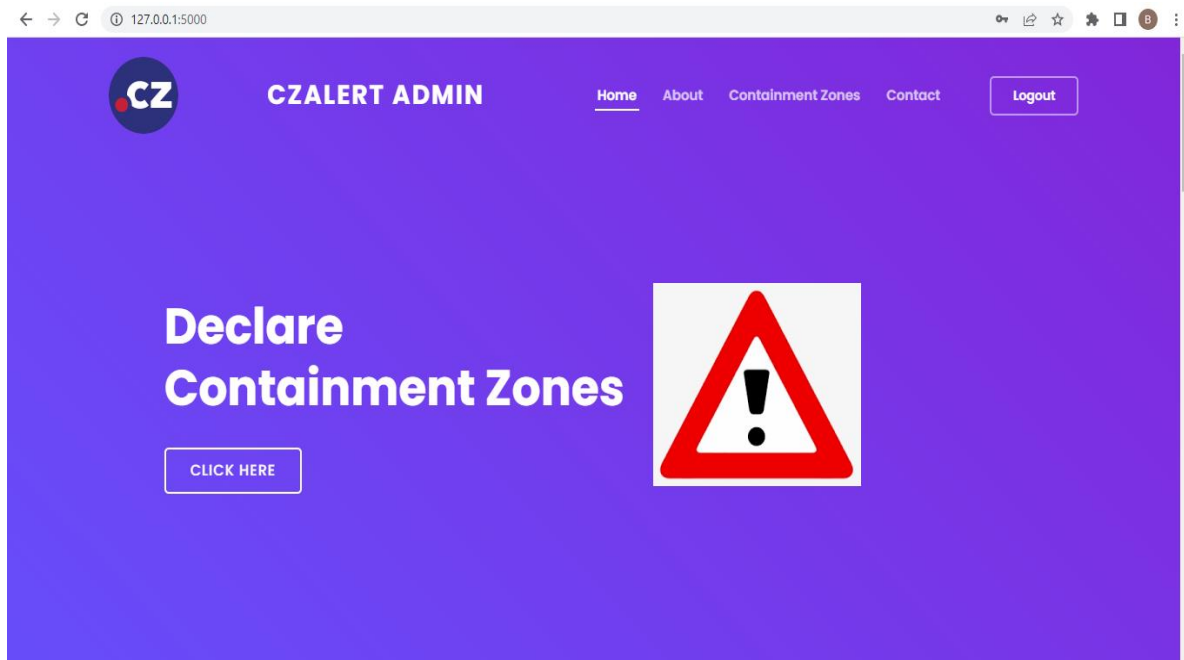 127.0.0.1:5000
B
.CZ
CZALERT ADMIN
Home About Containment Zones Contact Logout
Declare
Containment Zones
CLICK HERE
!